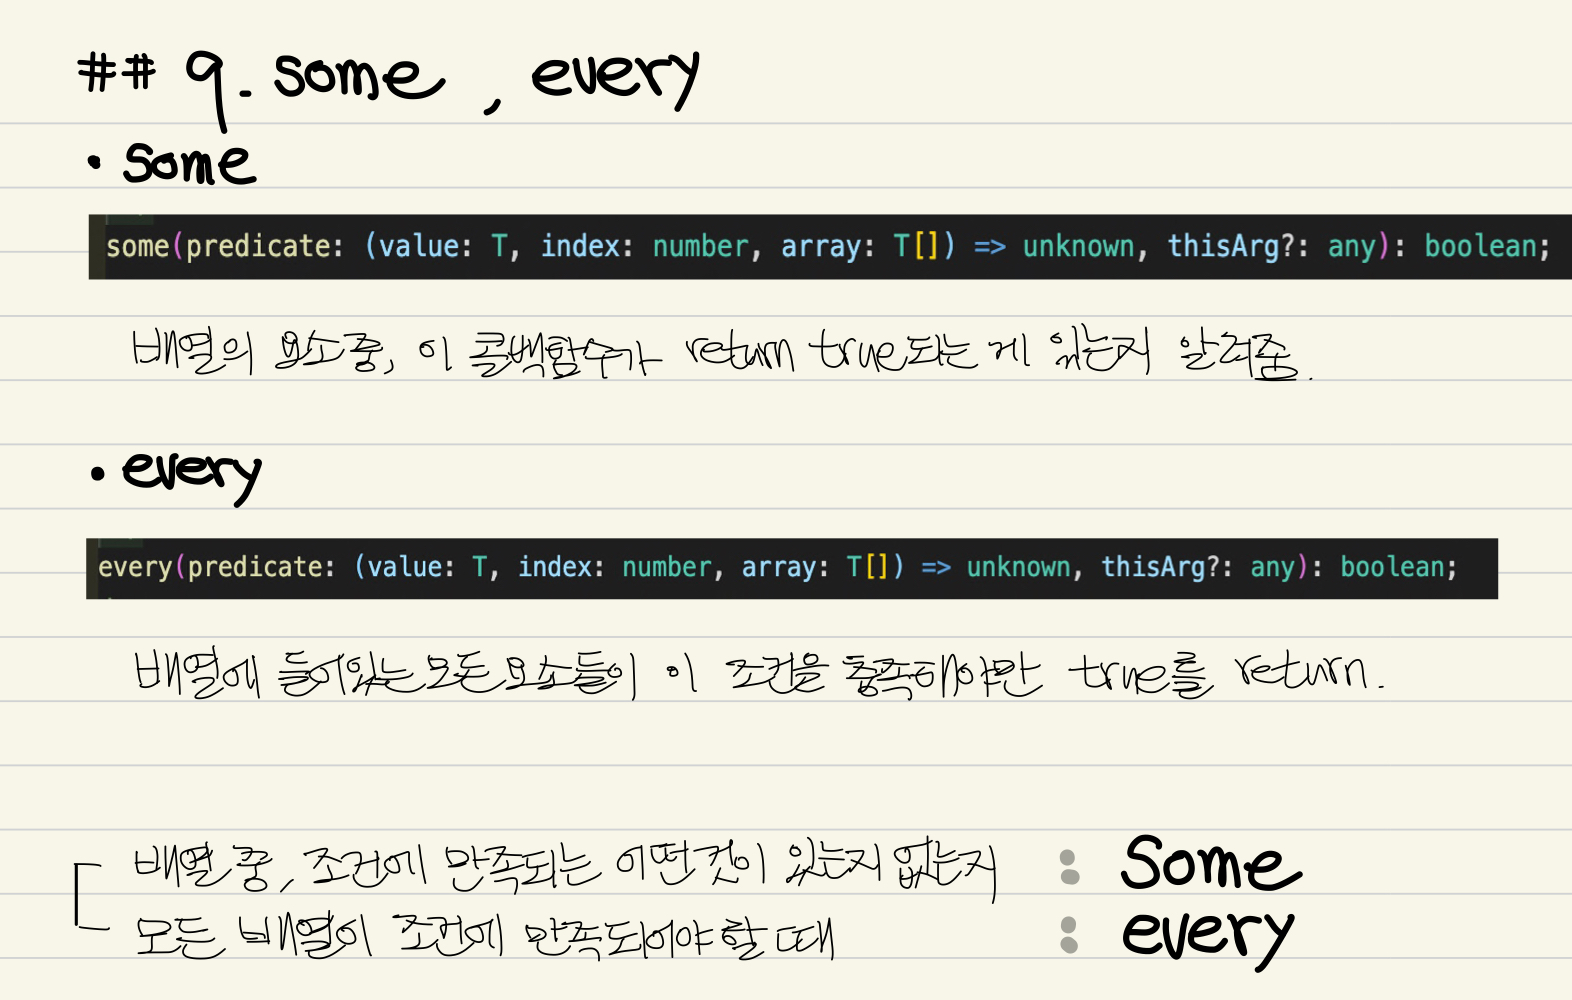 ## 9. some , every
• some
some(predicate: (value: T, index: number, array: T[]) => unknown, thisArg?: any): boolean;
배열의 요소중, 이 콜백함수가 return true되는 게 있는지 알려줌.
• every
every(predicate: (value: T, index: number, array: T[]) => unknown, thisArg?: any): boolean;
배열에 들어있는 모든 요소들이 이 조건을 충족해야만 true를 return.
배열 중, 조건에 만족되는 어떤것이 있는지 없는지 : Some
모든 배열이 조건에 만족되어야 할 때 : every